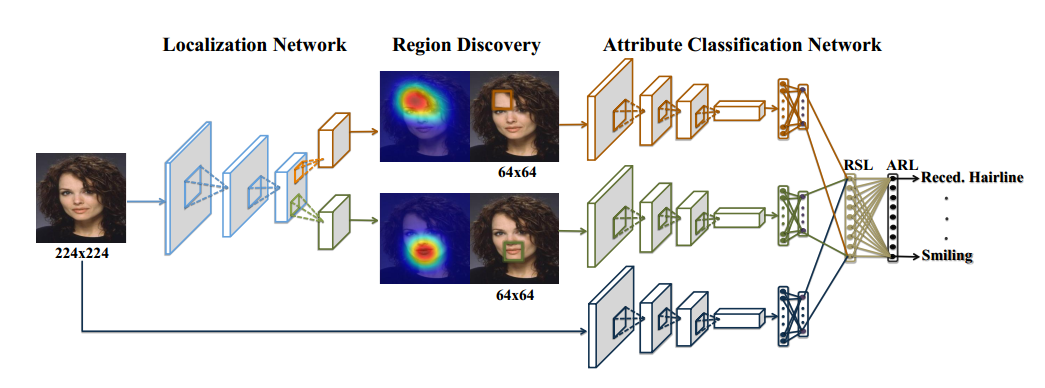 Localization Network
Region Discovery
Attribute Classification Network
224x224
64x64
64x64
RSL
ARL
Reced. Hairline
.
.
.
Smiling